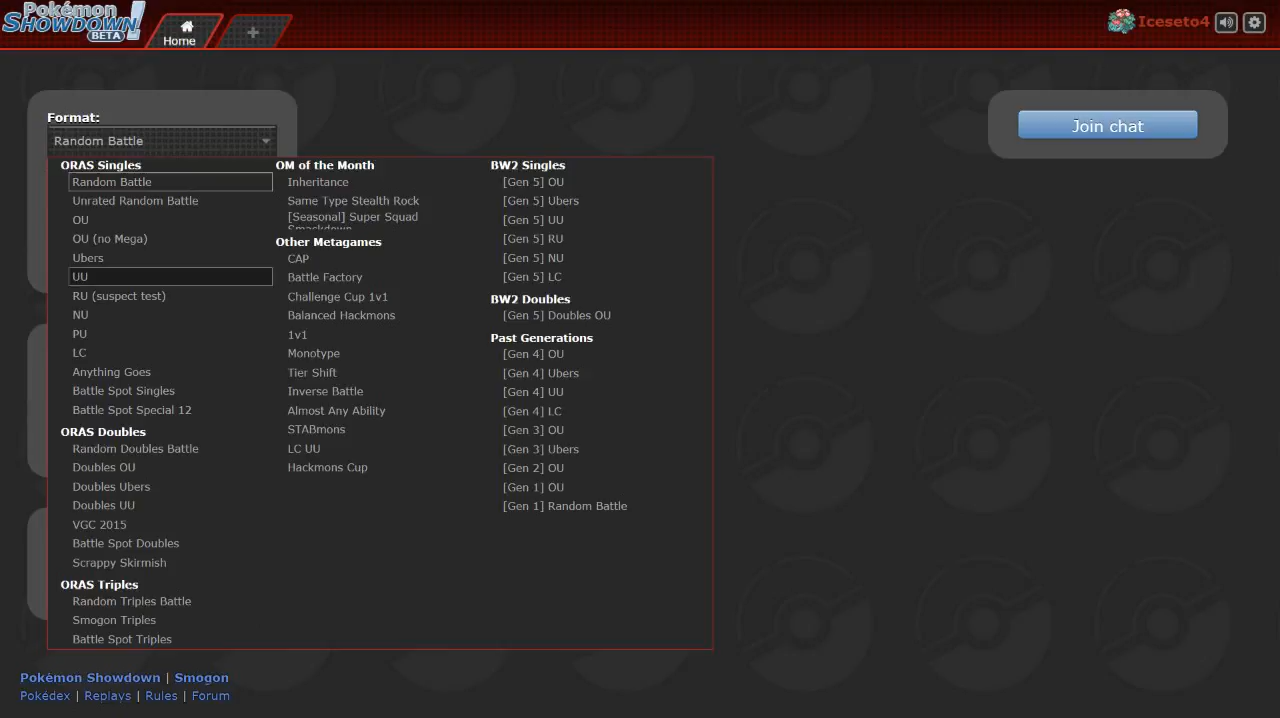 Pokémon
SHOWDOWN!
BETA
Home
+
Iceseto4
Format:
Random Battle
Join chat
ORAS Singles
Random Battle
Unrated Random Battle
OU
OU (no Mega)
Ubers
UU
RU (suspect test)
NU
PU
LC
Anything Goes
Battle Spot Singles
Battle Spot Special 12
ORAS Doubles
Random Doubles Battle
Doubles OU
Doubles Ubers
Doubles UU
VGC 2015
Battle Spot Doubles
Scrappy Skirmish
ORAS Triples
Random Triples Battle
Smogon Triples
Battle Spot Triples
OM of the Month
Inheritance
Same Type Stealth Rock
[Seasonal] Super Squad
Smackdown
Other Metagames
CAP
Battle Factory
Challenge Cup 1v1
Balanced Hackmons
1v1
Monotype
Tier Shift
Inverse Battle
Almost Any Ability
STABmons
LC UU
Hackmons Cup
BW2 Singles
[Gen 5] OU
[Gen 5] Ubers
[Gen 5] UU
[Gen 5] RU
[Gen 5] NU
[Gen 5] LC
BW2 Doubles
[Gen 5] Doubles OU
Past Generations
[Gen 4] OU
[Gen 4] Ubers
[Gen 4] UU
[Gen 4] LC
[Gen 3] OU
[Gen 3] Ubers
[Gen 2] OU
[Gen 1] OU
[Gen 1] Random Battle
Pokémon Showdown | Smogon
Pokédex | Replays | Rules | Forum